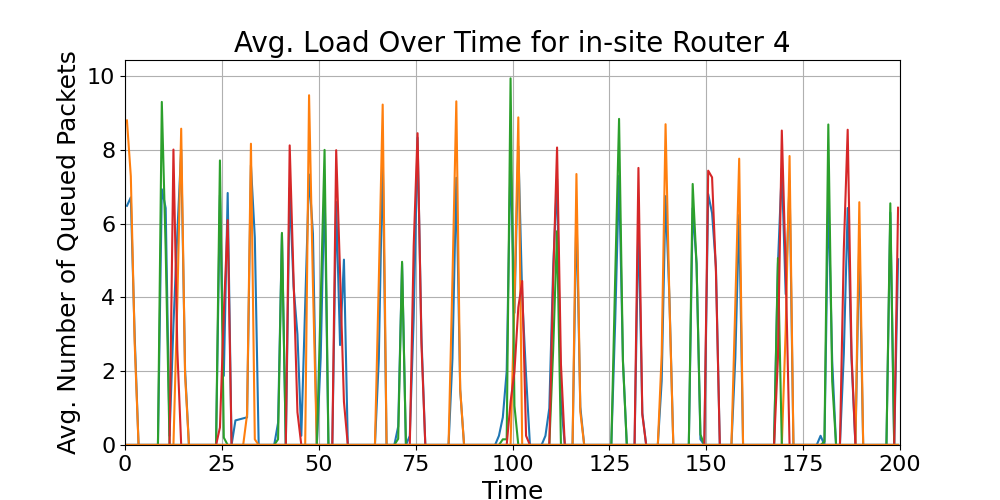 Avg. Load Over Time for in-site Router 4
Avg. Number of Queued Packets
10
8
6
4
2
0
0 25 50 75 100 125 150 175 200
Time